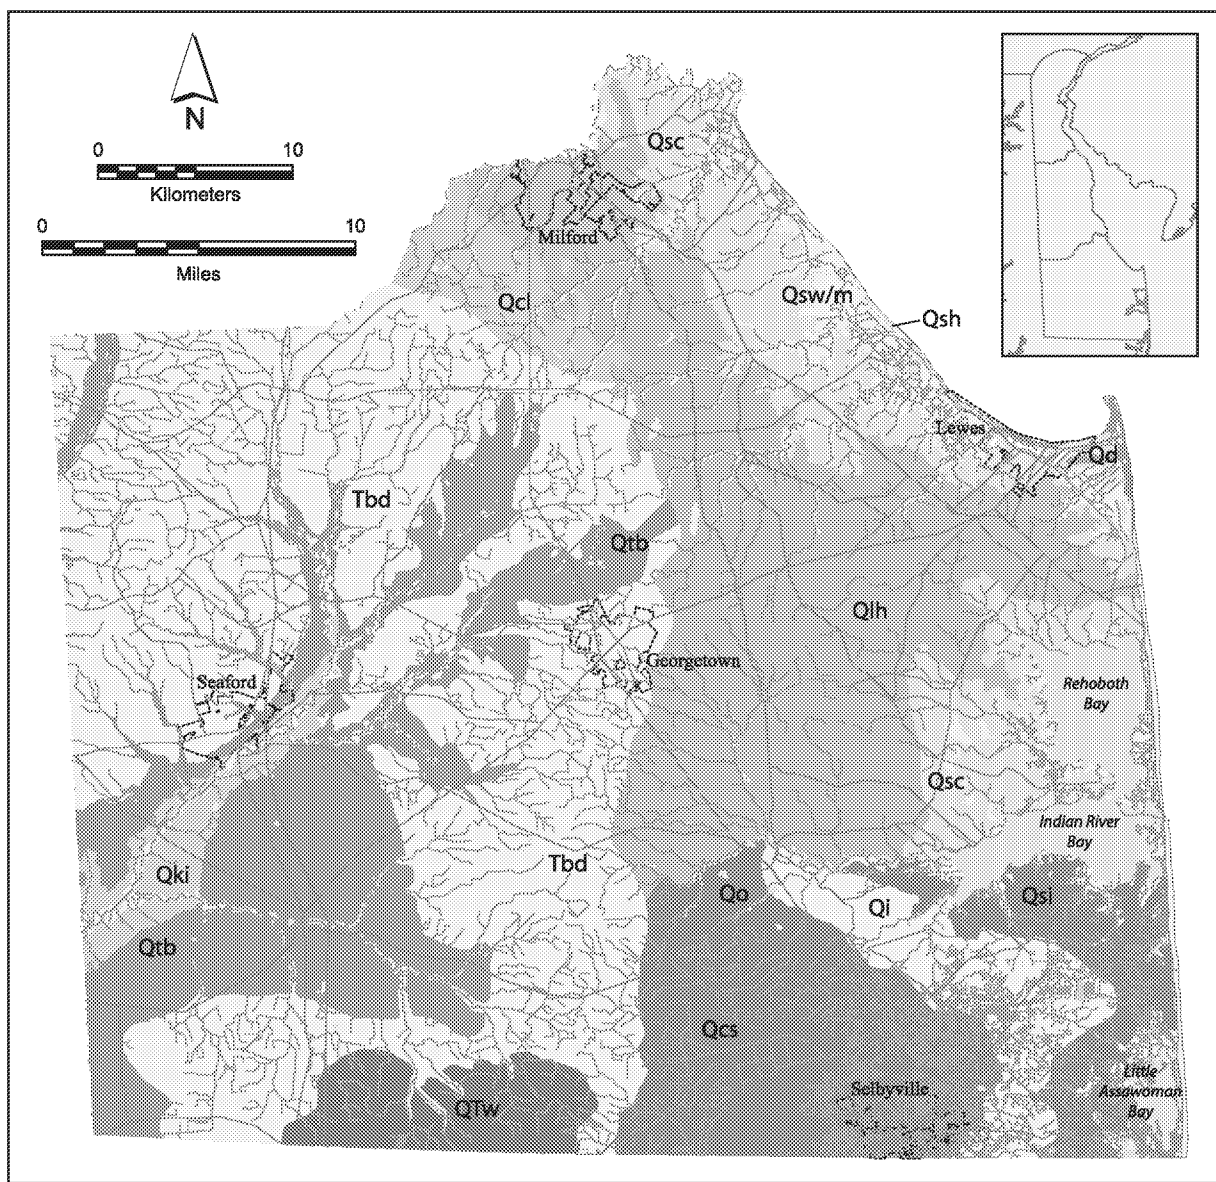 N
0 10
Kilometers
0 10
Miles
Qsc
Milford
Qcl
Qsw/m
Qsh
Lewes
Qd
Tbd
Qtb
Qlh
Georgetown
Seaford
Rehoboth
Bay
Qsc
Indian River
Bay
Tbd
Qki
Qo
Qi
Qsi
Qtb
Qcs
Selbyville
Little
Assawoman
Bay
QTw